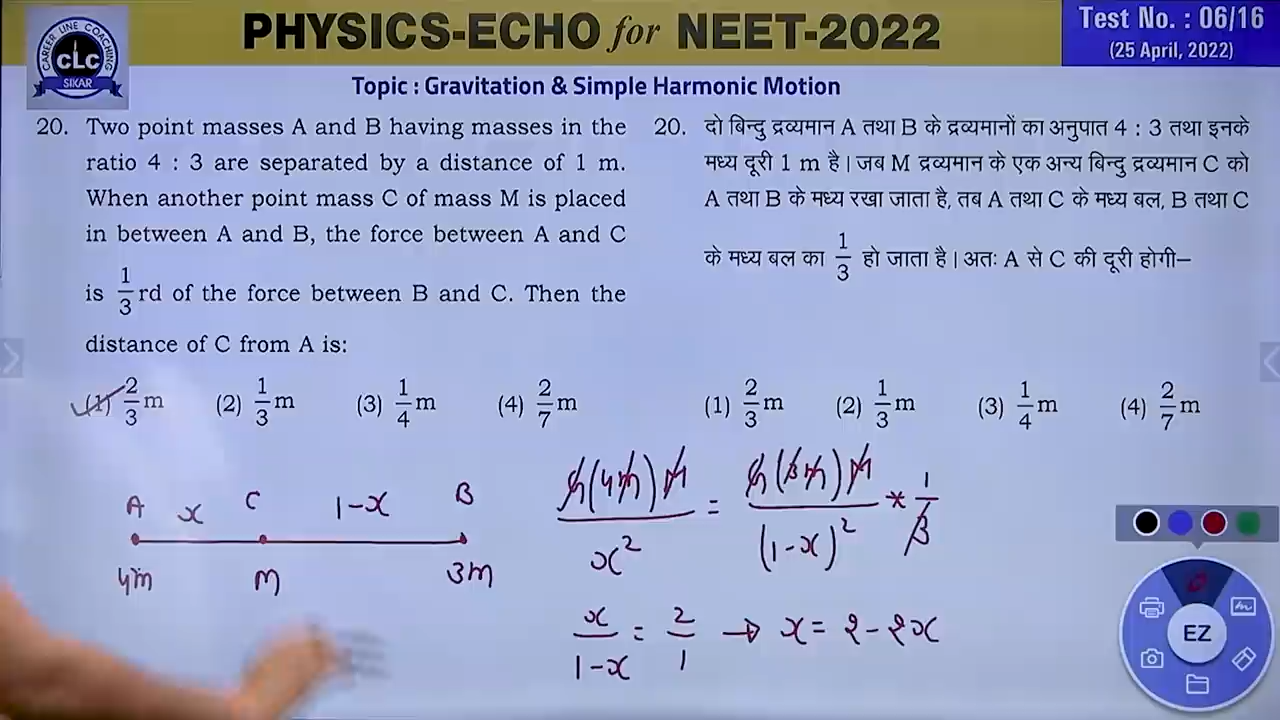 CAREER LINE COACHING
CLC
SIKAR
PHYSICS-ECHO for NEET-2022
Test No. : 06/16
(25 April, 2022)
Topic : Gravitation & Simple Harmonic Motion
20. Two point masses A and B having masses in the
ratio 4 : 3 are separated by a distance of 1 m.
When another point mass C of mass M is placed
in between A and B, the force between A and C
is 1/3 rd of the force between B and C. Then the
distance of C from A is:
(1) 2/3 m (2) 1/3 m (3) 1/4 m (4) 2/7 m
20. दो बिन्दु द्रव्यमान A तथा B के द्रव्यमानों का अनुपात 4 : 3 तथा इनके
मध्य दूरी 1 m है। जब M द्रव्यमान के एक अन्य बिन्दु द्रव्यमान C को
A तथा B के मध्य रखा जाता है, तब A तथा C के मध्य बल, B तथा C
के मध्य बल का 1/3 हो जाता है। अतः A से C की दूरी होगी–
(1) 2/3 m (2) 1/3 m (3) 1/4 m (4) 2/7 m
A x C 1-x B
4m M 3m
G(4m)M/x² = G(3m)M/(1-x)² * 1/3
x/1-x = 2/1 → x = 2-2x
EZ